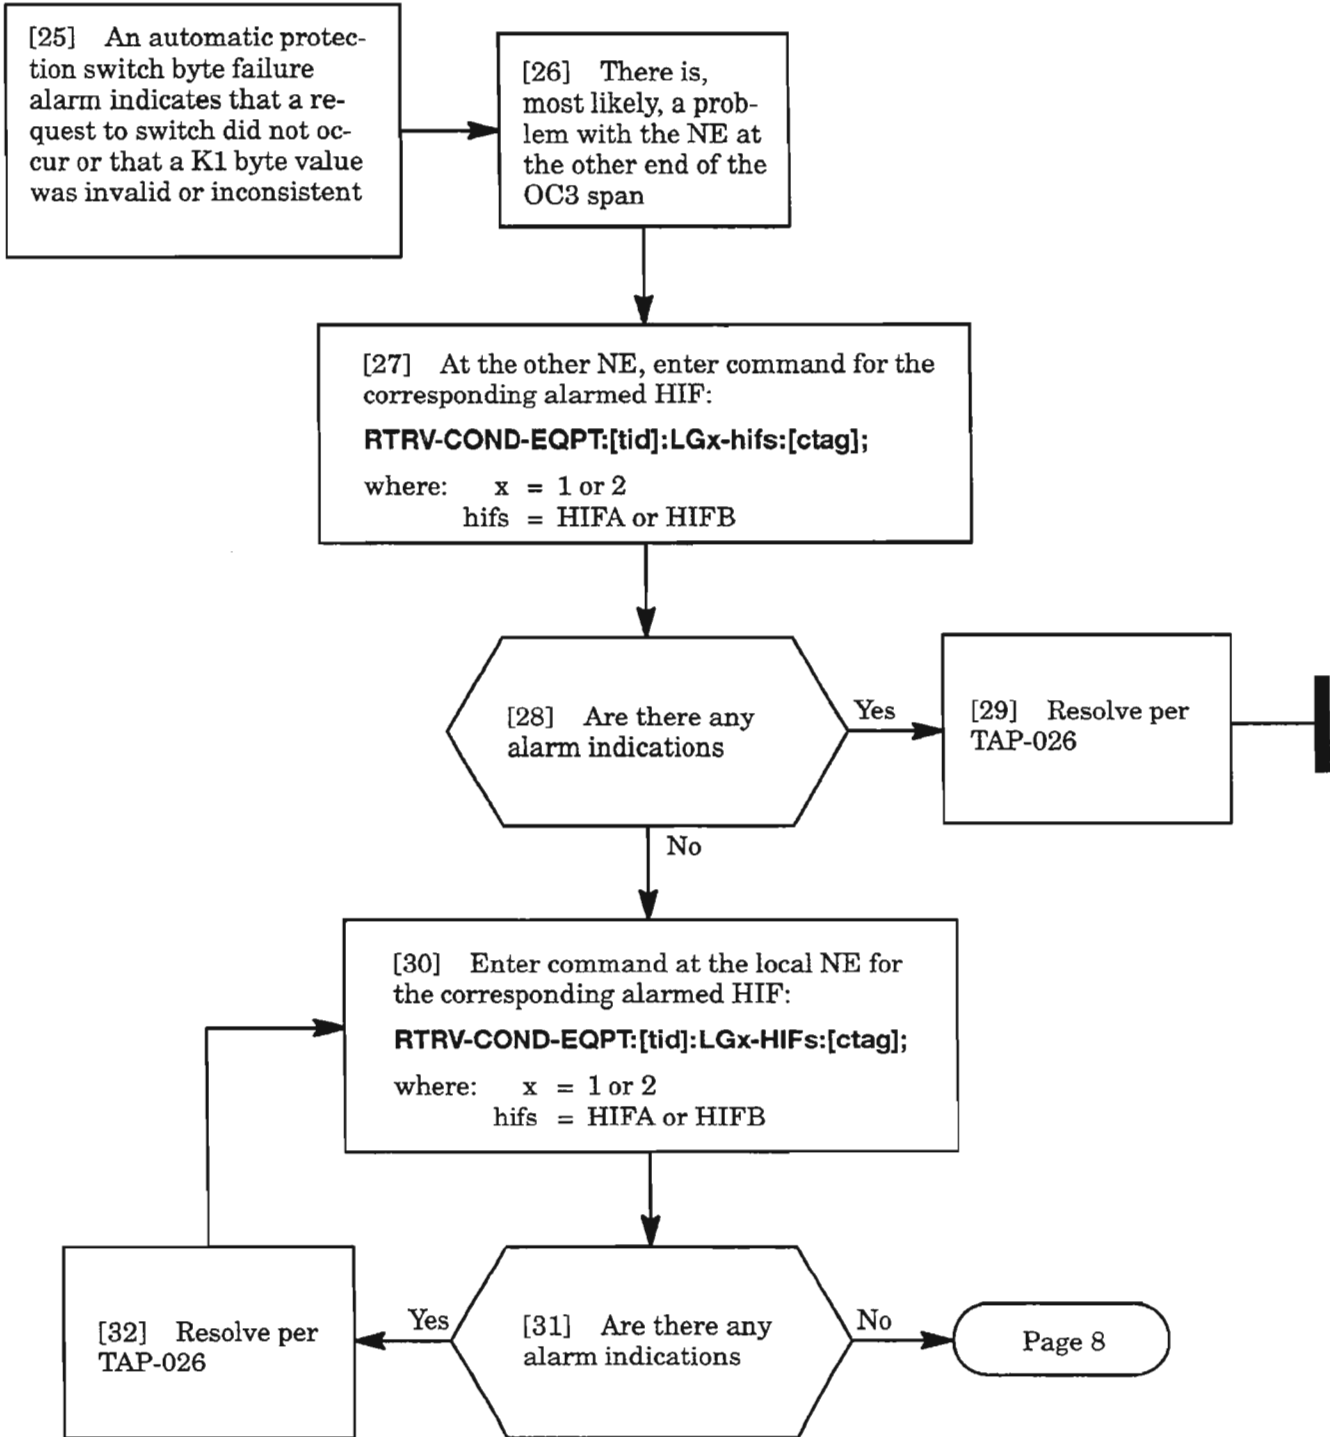 [25] An automatic protec-
tion switch byte failure
alarm indicates that a re-
quest to switch did not oc-
cur or that a K1 byte value
was invalid or inconsistent
[26] There is,
most likely, a prob-
lem with the NE at
the other end of the
OC3 span
[27] At the other NE, enter command for the
corresponding alarmed HIF:
RTRV-COND-EQPT:[tid]:LGx-hifs:[ctag];
where: x = 1 or 2
hifs = HIFA or HIFB
[28] Are there any
alarm indications
Yes
[29] Resolve per
TAP-026
No
[30] Enter command at the local NE for
the corresponding alarmed HIF:
RTRV-COND-EQPT:[tid]:LGx-HIFs:[ctag];
where: x = 1 or 2
hifs = HIFA or HIFB
[32] Resolve per
TAP-026
Yes
[31] Are there any
alarm indications
No
Page 8